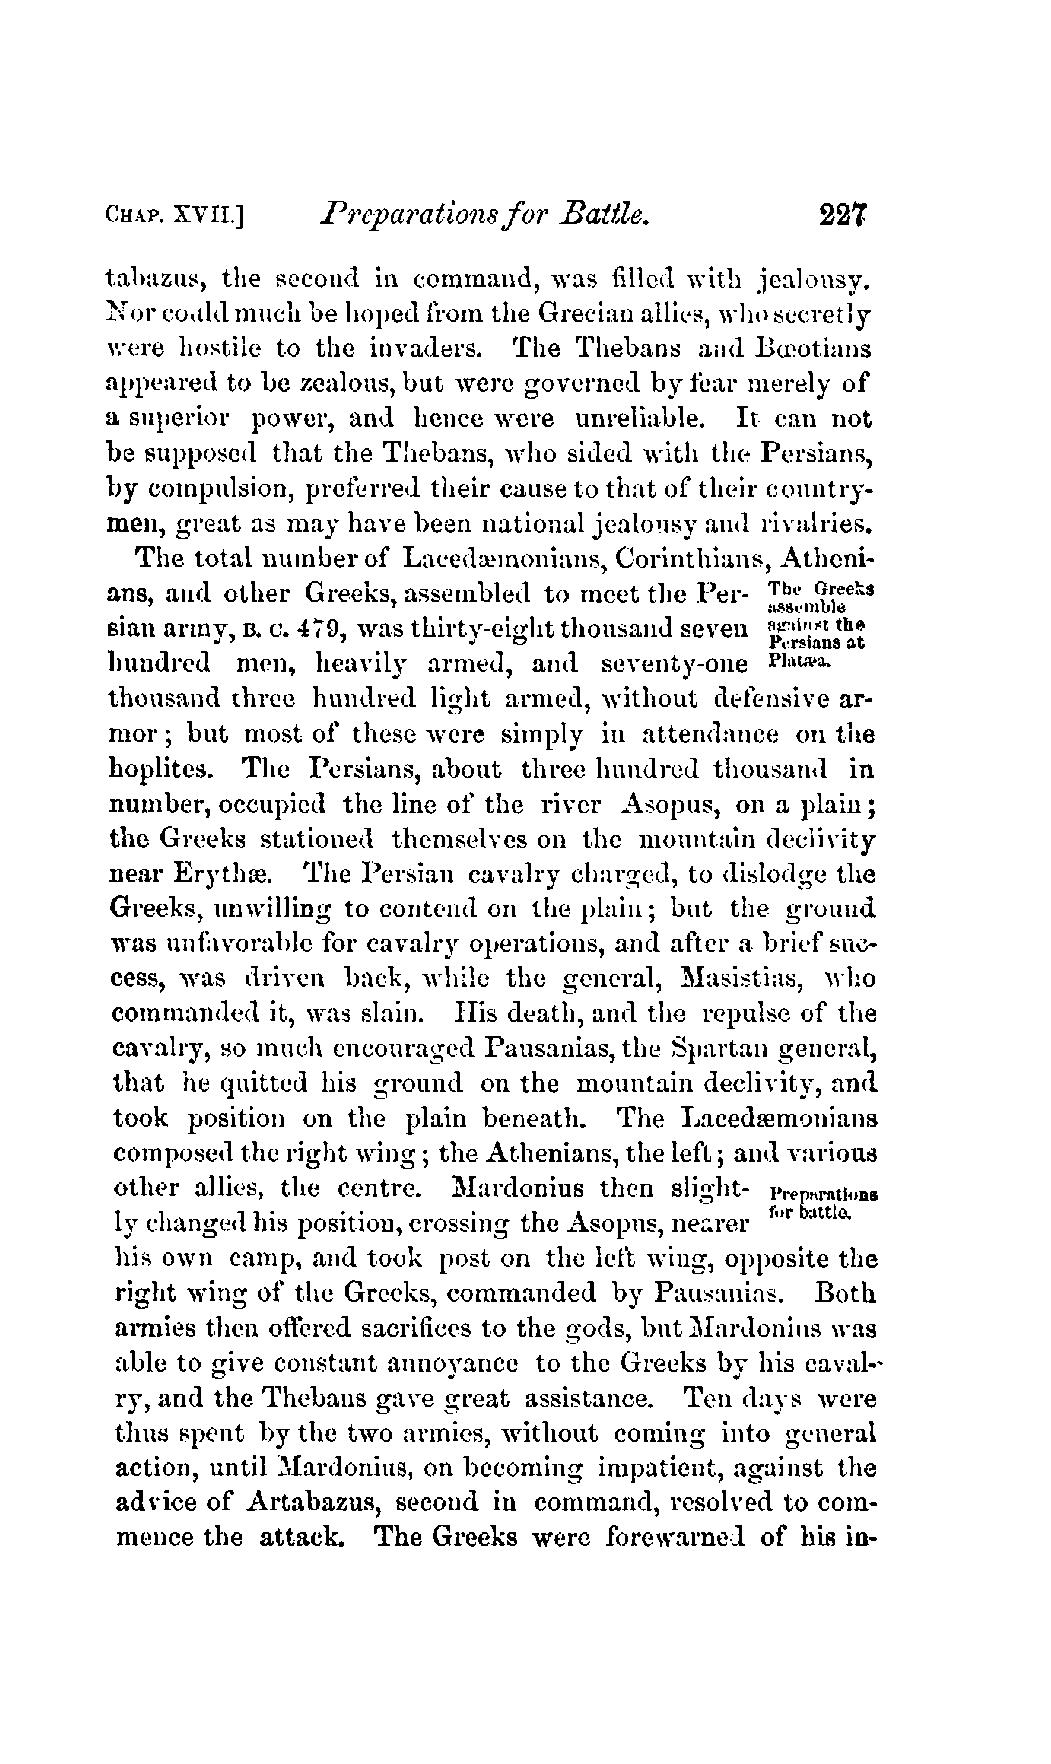 CHAP. XVII.] Preparations for Battle. 227
tabazus, the second in command, was filled with jealousy.
Nor could much be hoped from the Grecian allies, who secretly
were hostile to the invaders. The Thebans and Bœotians
appeared to be zealous, but were governed by fear merely of
a superior power, and hence were unreliable. It can not
be supposed that the Thebans, who sided with the Persians,
by compulsion, preferred their cause to that of their country-
men, great as may have been national jealousy and rivalries.
The total number of Lacedæmonians, Corinthians, Atheni-
ans, and other Greeks, assembled to meet the Per-
sian army, B. C. 479, was thirty-eight thousand seven
hundred men, heavily armed, and seventy-one
The Greeks
assemble
against the
Persians at
Platæa.
thousand three hundred light armed, without defensive ar-
mor; but most of these were simply in attendance on the
hoplites. The Persians, about three hundred thousand in
number, occupied the line of the river Asopus, on a plain;
the Greeks stationed themselves on the mountain declivity
near Erythæ. The Persian cavalry charged, to dislodge the
Greeks, unwilling to contend on the plain; but the ground
was unfavorable for cavalry operations, and after a brief suc-
cess, was driven back, while the general, Masistias, who
commanded it, was slain. His death, and the repulse of the
cavalry, so much encouraged Pausanias, the Spartan general,
that he quitted his ground on the mountain declivity, and
took position on the plain beneath. The Lacedæmonians
composed the right wing; the Athenians, the left; and various
other allies, the centre. Mardonius then slight-
ly changed his position, crossing the Asopus, nearer
Preparations
for battle.
his own camp, and took post on the left wing, opposite the
right wing of the Greeks, commanded by Pausanias. Both
armies then offered sacrifices to the gods, but Mardonius was
able to give constant annoyance to the Greeks by his caval-
ry, and the Thebans gave great assistance. Ten days were
thus spent by the two armies, without coming into general
action, until Mardonius, on becoming impatient, against the
advice of Artabazus, second in command, resolved to com-
mence the attack. The Greeks were forewarned of his in-